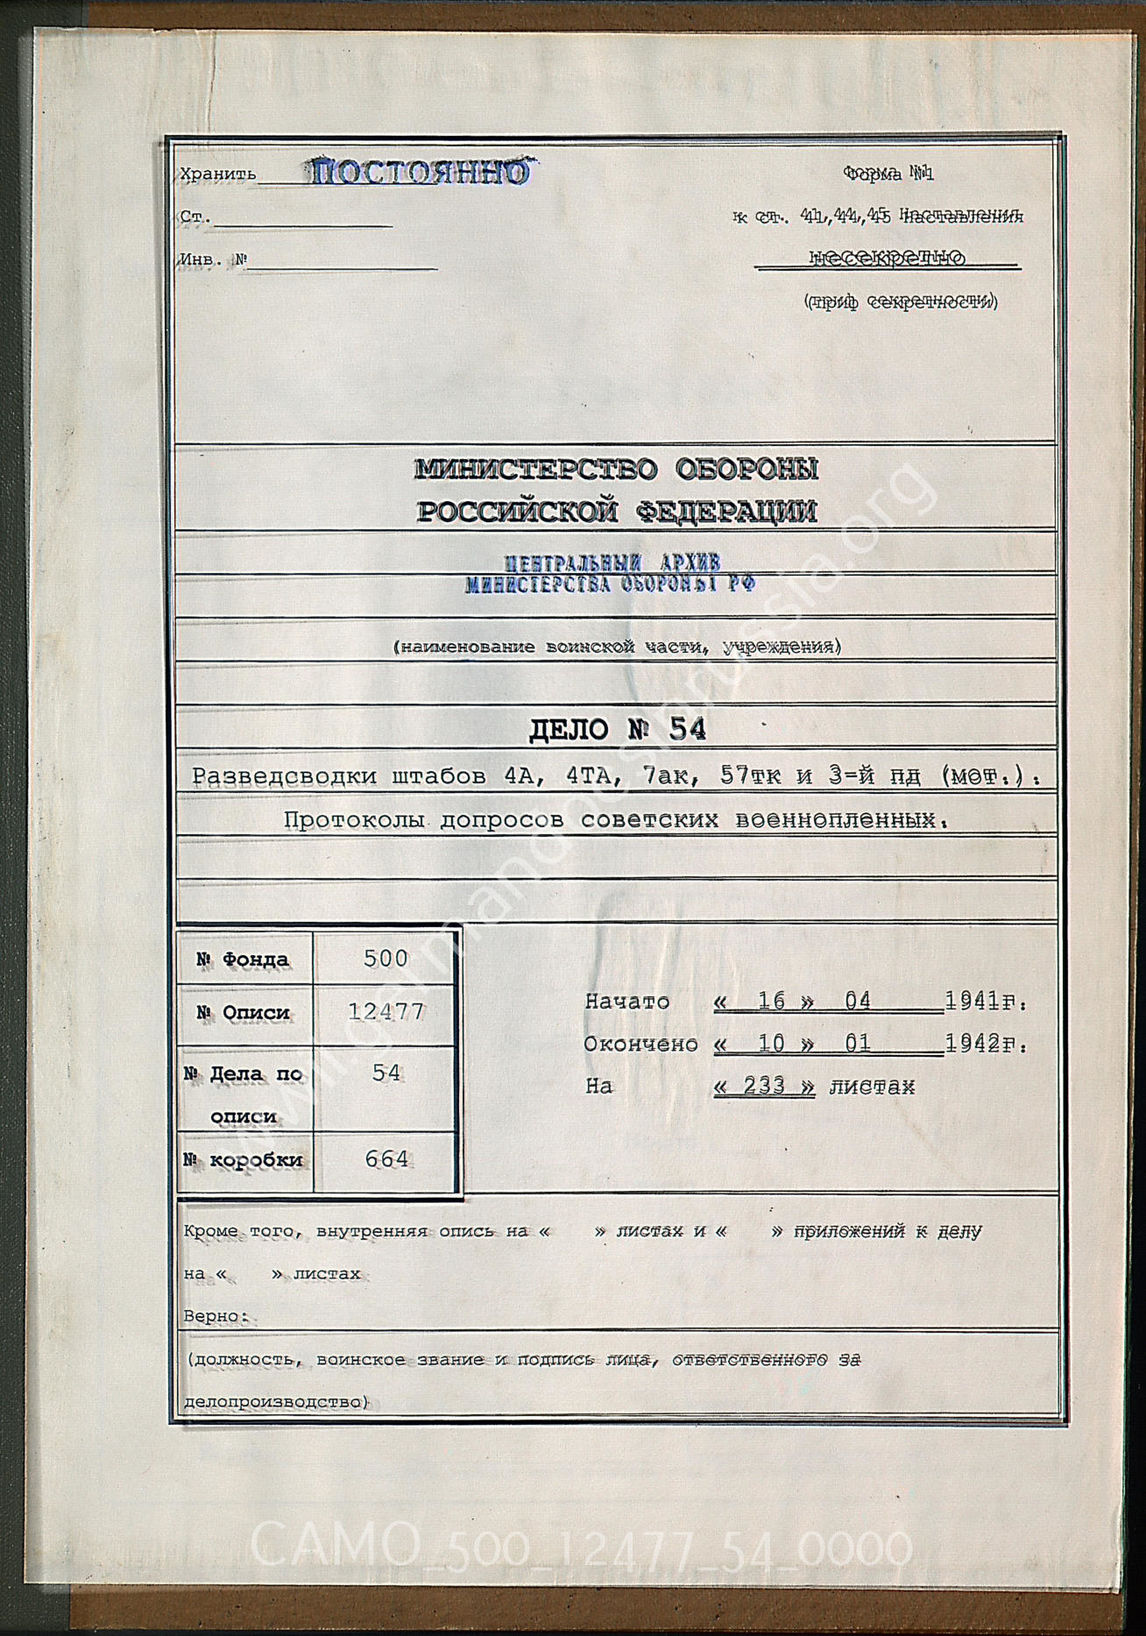 Хранить ПОСТОЯННО
Форма №1
Ст.
к ст. 41,44,45 Наставления
Инв. №
несекретно
(гриф секретности)
МИНИСТЕРСТВО ОБОРОНЫ
РОССИЙСКОЙ ФЕДЕРАЦИИ
ЦЕНТРАЛЬНЫЙ АРХИВ
МИНИСТЕРСТВА ОБОРОНЫ РФ
(наименование воинской части, учреждения)
ДЕЛО № 54
Разведсводки штабов 4А, 4ТА, 7ак, 57тк и 3-й пд (мот.).
Протоколы допросов советских военнопленных.
№ Фонда 500
№ Описи 12477
№ Дела по описи 54
№ коробки 664
Начато « 16 » 04 1941г.
Окончено « 10 » 01 1942г.
На « 233 » листах
Кроме того, внутренняя опись на « » листах и « » приложений к делу
на « » листах
Верно:
(должность, воинское звание и подпись лица, ответственного за
делопроизводство)
www.germandocsinrussia.org
CAMO_500_12477_54_0000